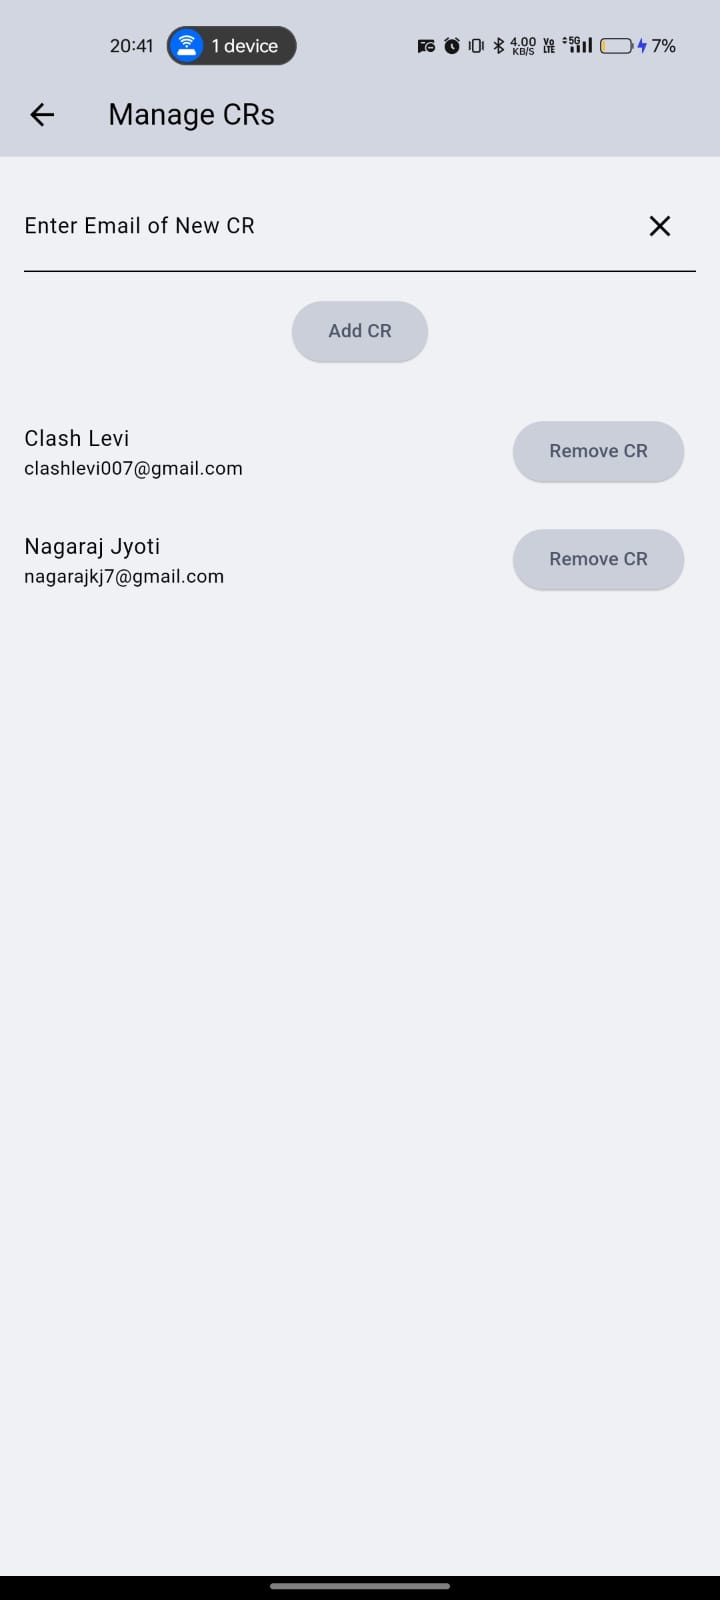 20:41 1 device 4.00 KB/S Vo LTE 5G 7%
Manage CRs
Enter Email of New CR
Add CR
Clash Levi
clashlevi007@gmail.com
Remove CR
Nagaraj Jyoti
nagarajkj7@gmail.com
Remove CR